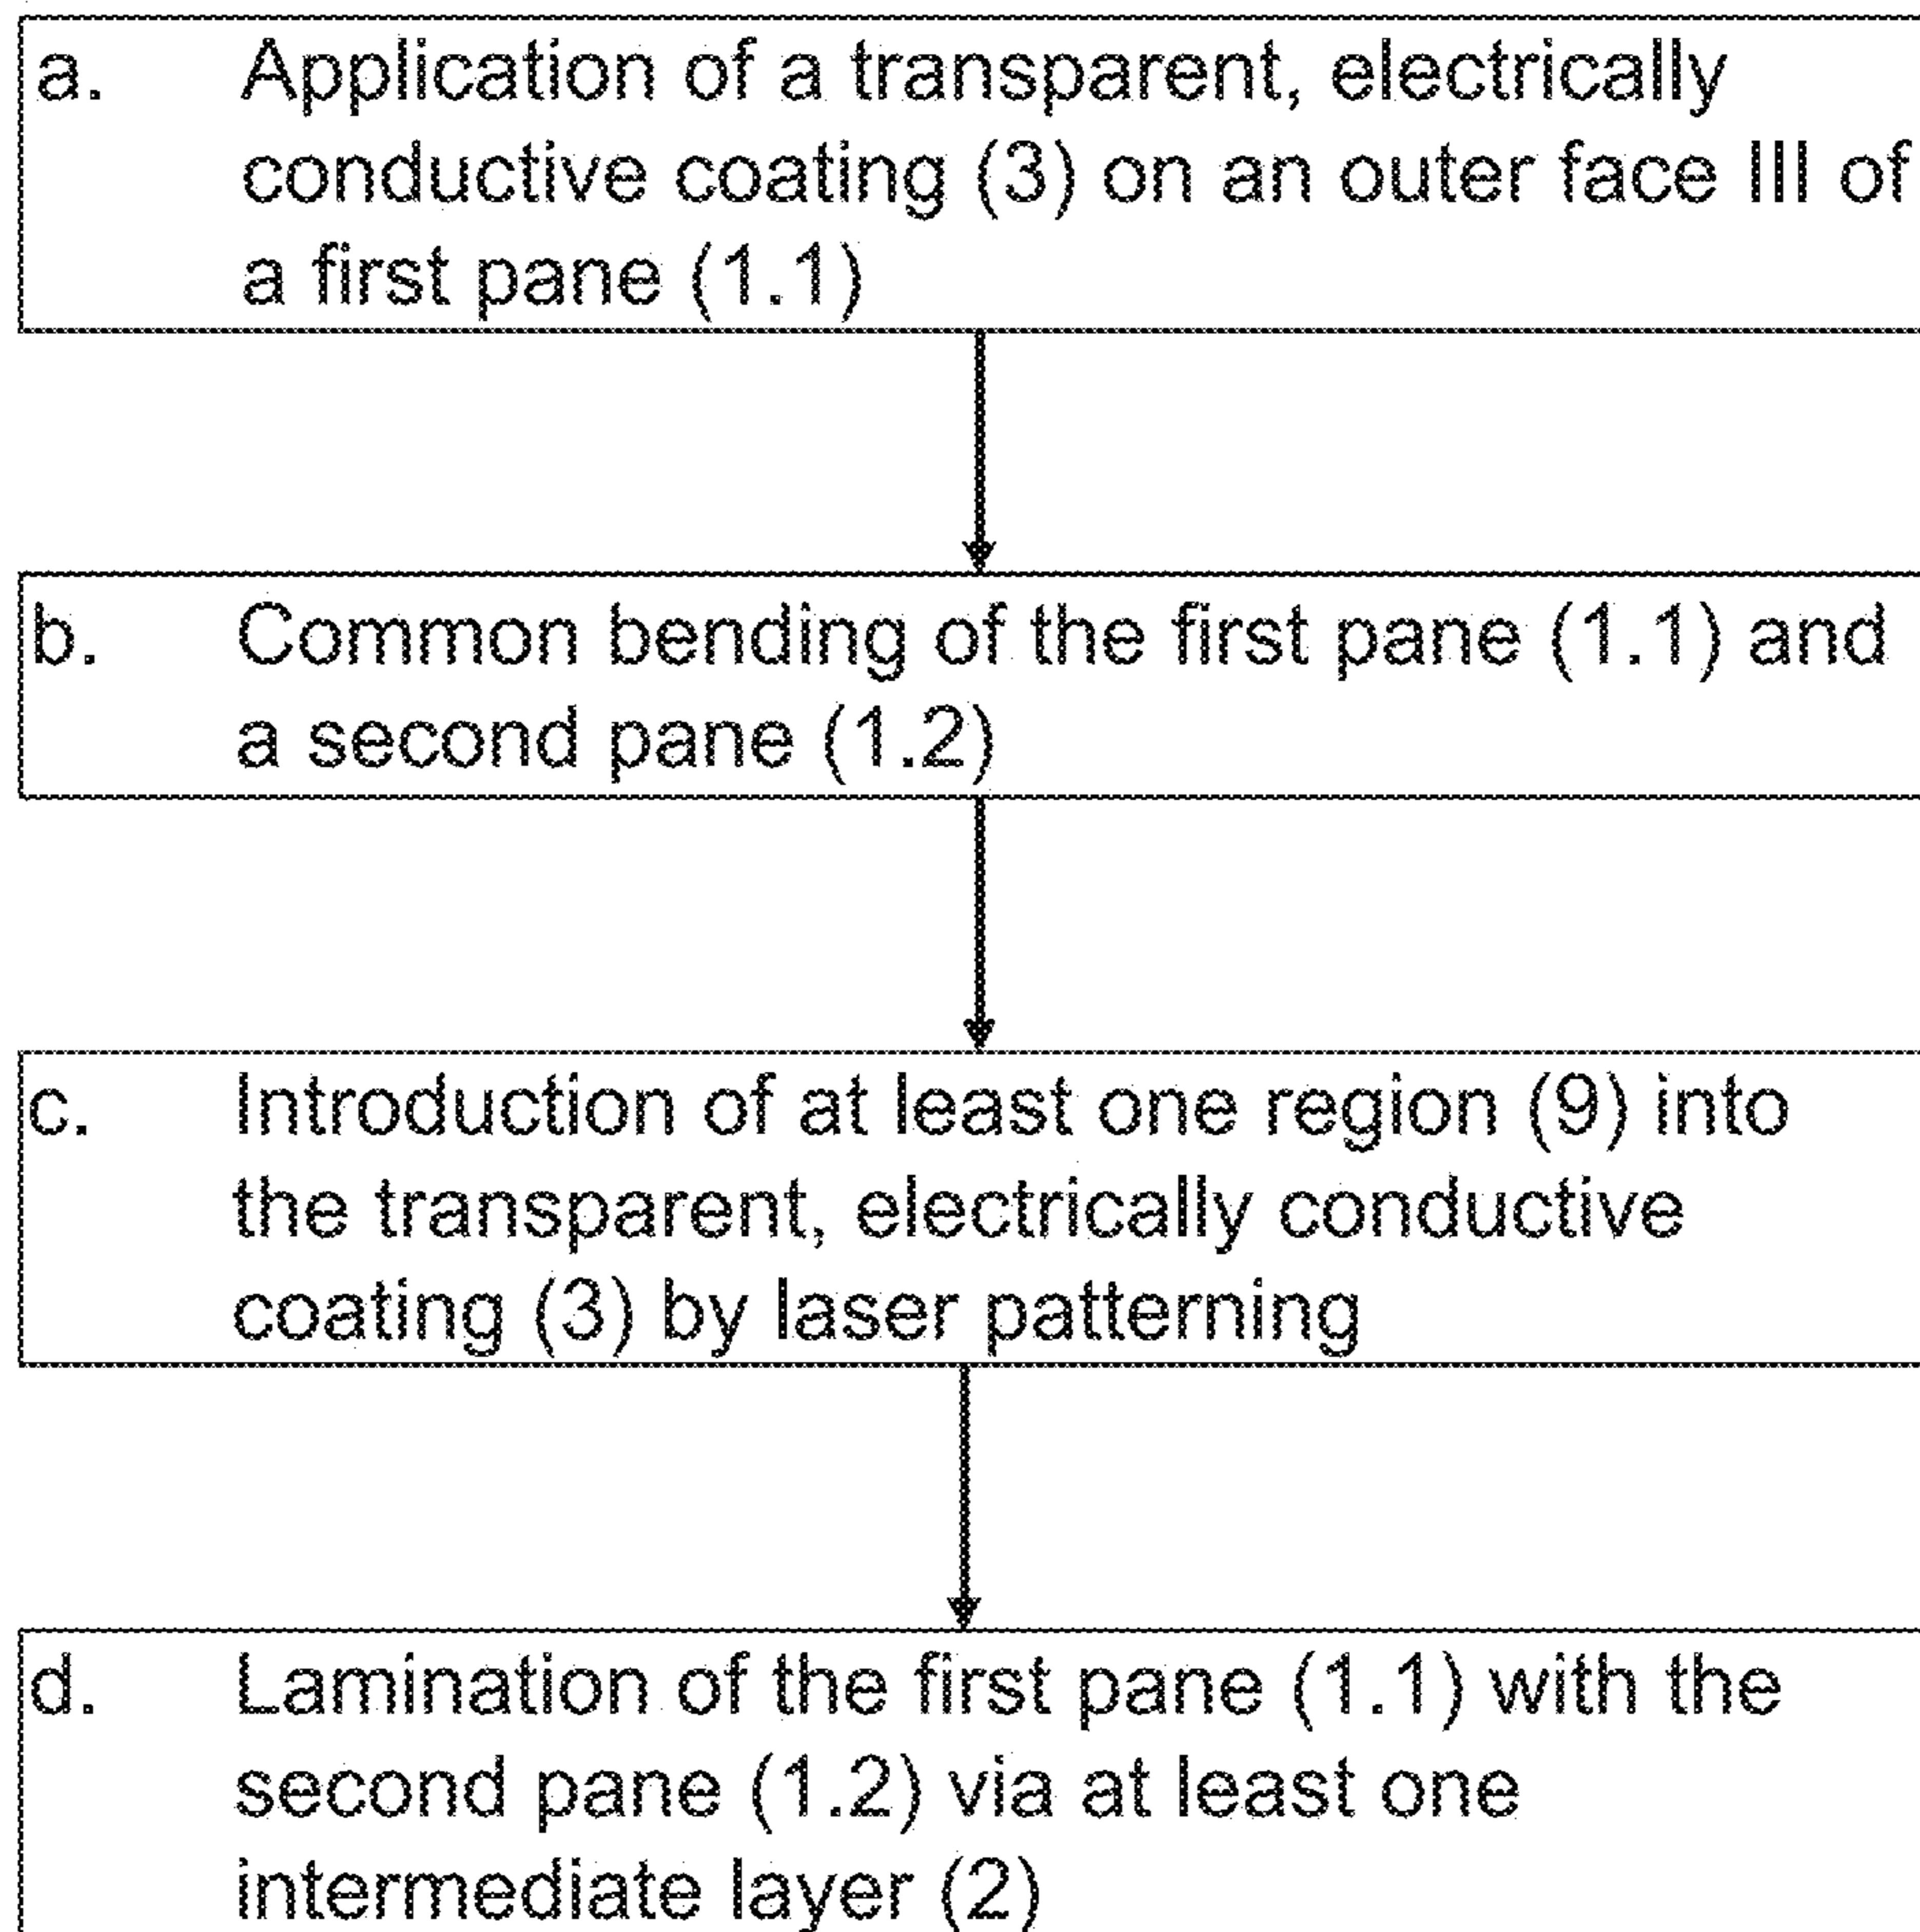 a. Application of a transparent, electrically
conductive coating (3) on an outer face III of
a first pane (1.1)
b. Common bending of the first pane (1.1) and
a second pane (1.2)
c. Introduction of at least one region (9) into
the transparent, electrically conductive
coating (3) by laser patterning
d. Lamination of the first pane (1.1) with the
second pane (1.2) via at least one
intermediate layer (2)